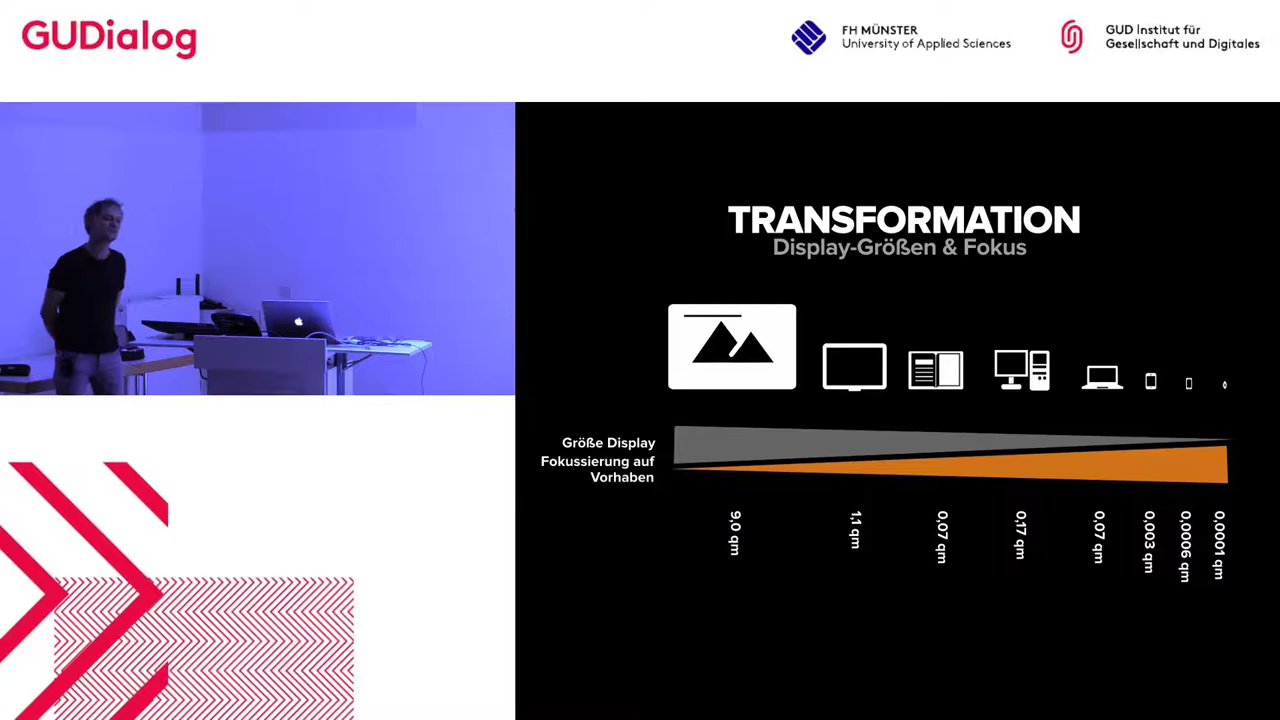 GUDialog
FH MÜNSTER
University of Applied Sciences
GUD Institut für
Gesellschaft und Digitales
TRANSFORMATION
Display-Größen & Fokus
Größe Display
Fokussierung auf
Vorhaben
9,0 qm
1,1 qm
0,07 qm
0,17 qm
0,07 qm
0,003 qm
0,0006 qm
0,0001 qm